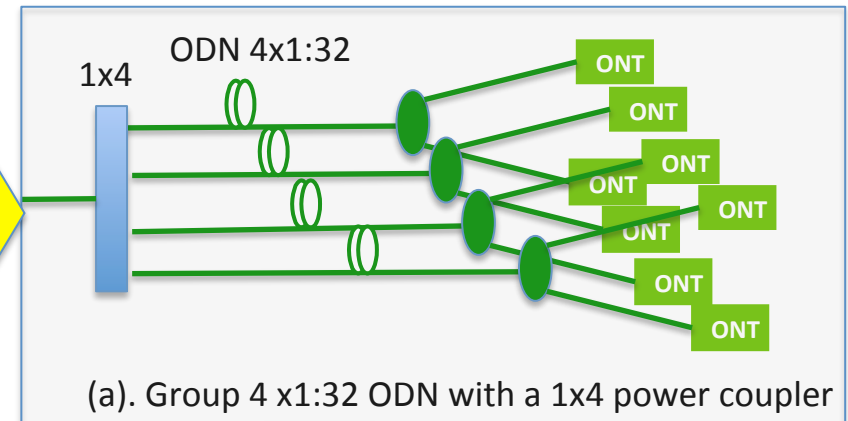 ODN 4x1:32
1x4
ONT
ONT
ONT
ONT
ONT
ONT
ONT
ONT
(a). Group 4 x1:32 ODN with a 1x4 power coupler